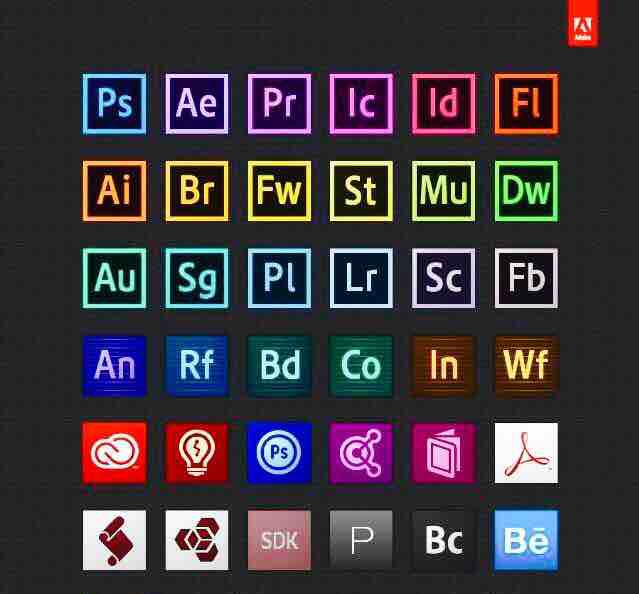 Adobe
Ps Ae Pr Ic Id Fl
Ai Br Fw St Mu Dw
Au Sg Pl Lr Sc Fb
An Rf Bd Co In Wf
Ps
SDK P Bc Bē